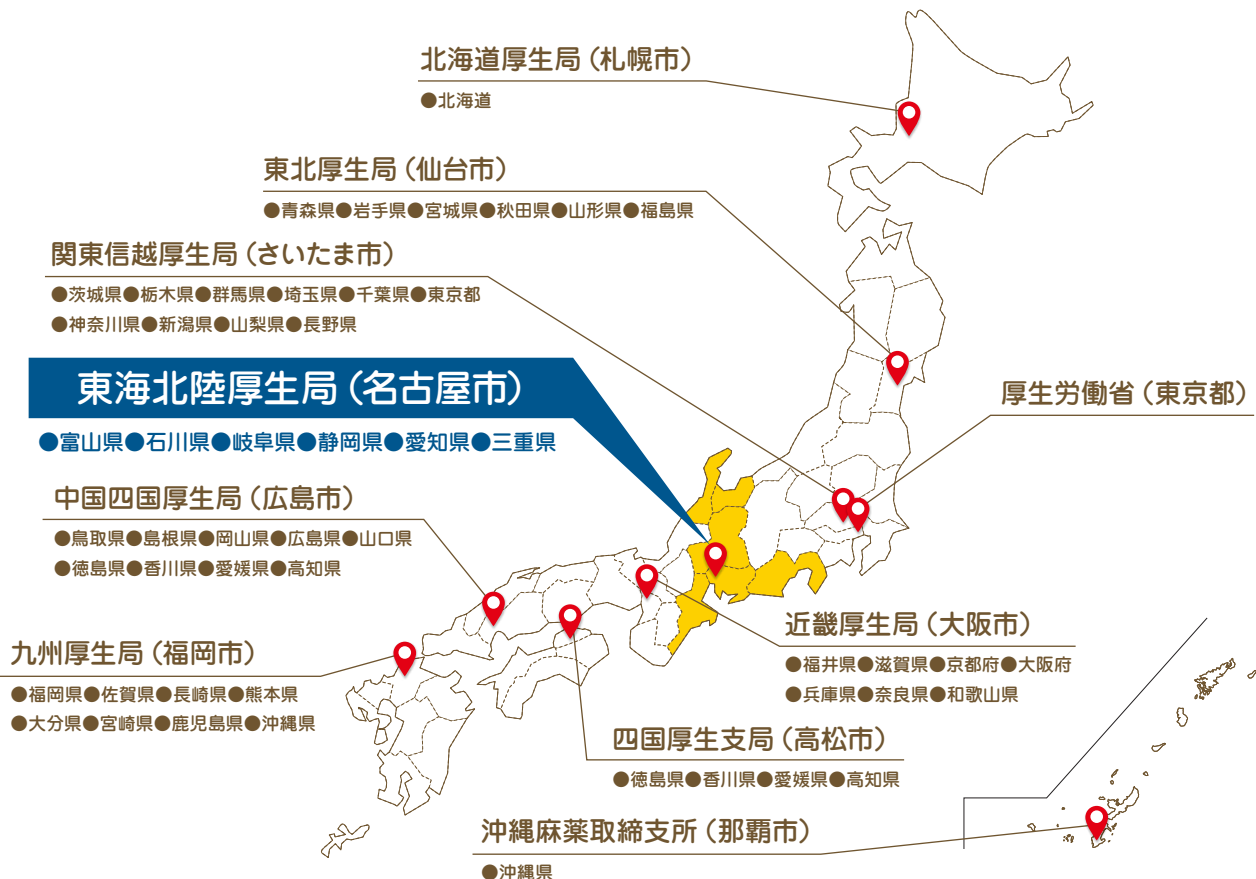 北海道厚生局（札幌市）
●北海道
東北厚生局（仙台市）
●青森県●岩手県●宮城県●秋田県●山形県●福島県
関東信越厚生局（さいたま市）
●茨城県●栃木県●群馬県●埼玉県●千葉県●東京都
●神奈川県●新潟県●山梨県●長野県
東海北陸厚生局（名古屋市）
●富山県●石川県●岐阜県●静岡県●愛知県●三重県
厚生労働省（東京都）
中国四国厚生局（広島市）
●鳥取県●島根県●岡山県●広島県●山口県
●徳島県●香川県●愛媛県●高知県
近畿厚生局（大阪市）
●福井県●滋賀県●京都府●大阪府
●兵庫県●奈良県●和歌山県
九州厚生局（福岡市）
●福岡県●佐賀県●長崎県●熊本県
●大分県●宮崎県●鹿児島県●沖縄県
四国厚生支局（高松市）
●徳島県●香川県●愛媛県●高知県
沖縄麻薬取締支所（那覇市）
●沖縄県